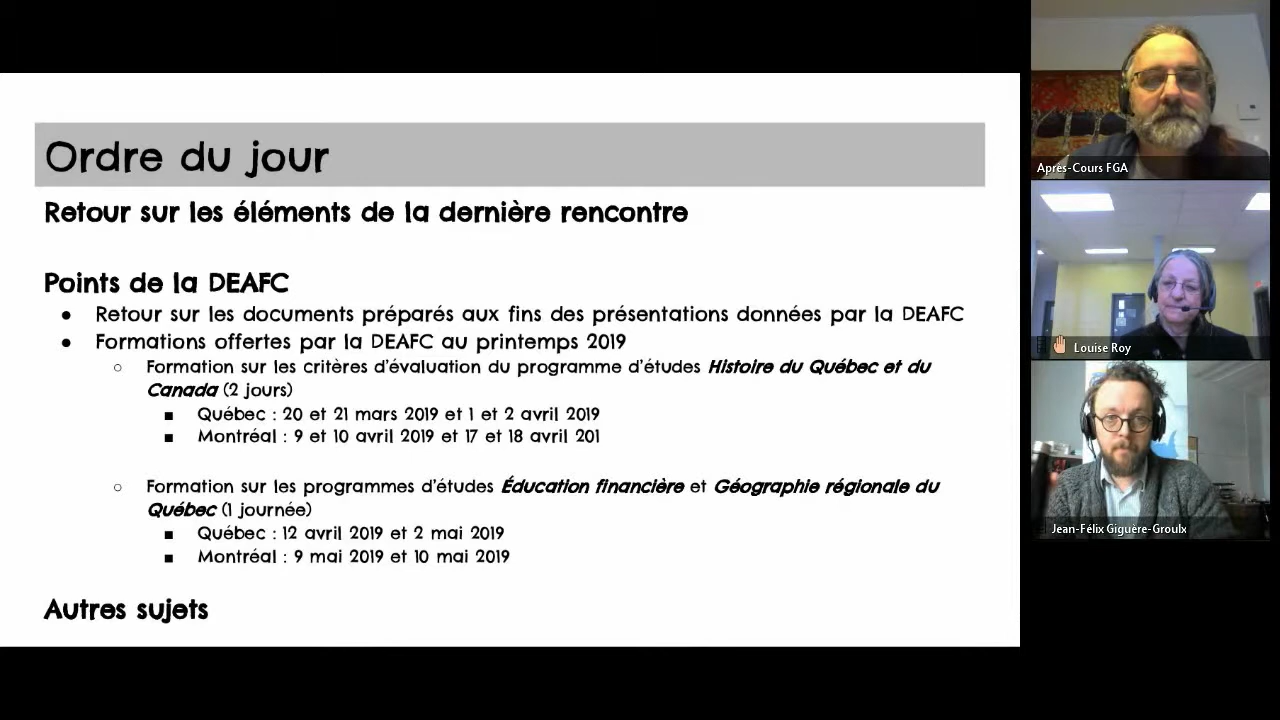 Ordre du jour
Retour sur les éléments de la dernière rencontre
Points de la DEAFC
● Retour sur les documents préparés aux fins des présentations données par la DEAFC
● Formations offertes par la DEAFC au printemps 2019
○ Formation sur les critères d'évaluation du programme d'études Histoire du Québec et du
Canada (2 jours)
■ Québec : 20 et 21 mars 2019 et 1 et 2 avril 2019
■ Montréal : 9 et 10 avril 2019 et 17 et 18 avril 201
○ Formation sur les programmes d'études Éducation financière et Géographie régionale du
Québec (1 journée)
■ Québec : 12 avril 2019 et 2 mai 2019
■ Montréal : 9 mai 2019 et 10 mai 2019
Autres sujets
Après-Cours FGA
Louise Roy
Jean-Félix Giguère-Groulx